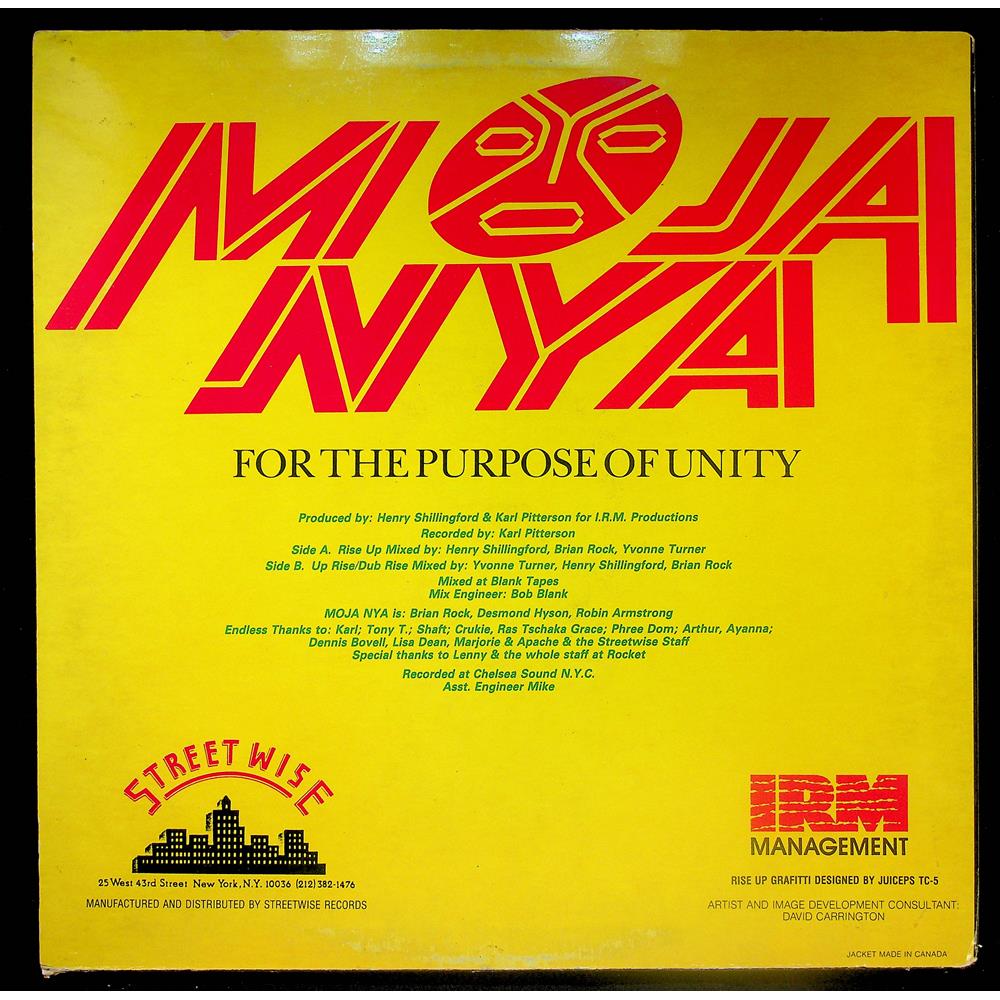 MOJA
NYA
FOR THE PURPOSE OF UNITY
Produced by: Henry Shillingford & Karl Pitterson for I.R.M. Productions
Recorded by: Karl Pitterson
Side A. Rise Up Mixed by: Henry Shillingford, Brian Rock, Yvonne Turner
Side B. Up Rise/Dub Rise Mixed by: Yvonne Turner, Henry Shillingford, Brian Rock
Mixed at Blank Tapes
Mix Engineer: Bob Blank
MOJA NYA is: Brian Rock, Desmond Hyson, Robin Armstrong
Endless Thanks to: Karl; Tony T.; Shaft; Crukie, Ras Tschaka Grace; Phree Dom; Arthur, Ayanna;
Dennis Bovell, Lisa Dean, Marjorie & Apache & the Streetwise Staff
Special thanks to Lenny & the whole staff at Rocket
Recorded at Chelsea Sound N.Y.C.
Asst. Engineer Mike
STREET WISE
25 West 43rd Street New York, N.Y. 10036 (212) 382-1476
MANUFACTURED AND DISTRIBUTED BY STREETWISE RECORDS
IRM
MANAGEMENT
RISE UP GRAFITTI DESIGNED BY JUICEPS TC-5
ARTIST AND IMAGE DEVELOPMENT CONSULTANT:
DAVID CARRINGTON
JACKET MADE IN CANADA